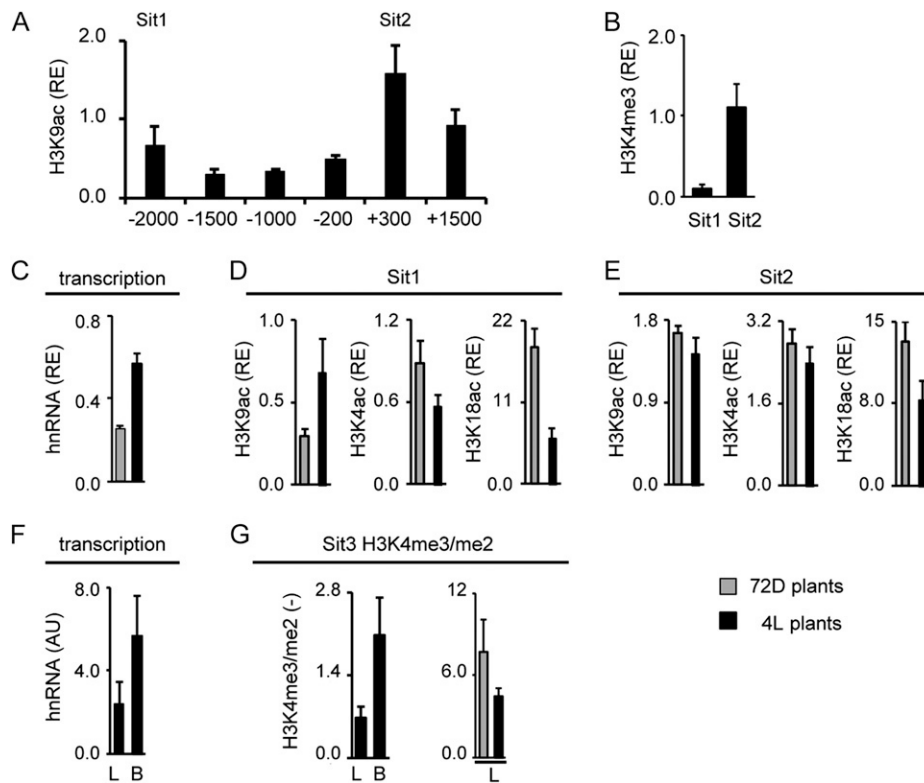 A
Sit1
Sit2
H3K9ac (RE)
2.0
1.0
0.0
-2000
-1500
-1000
-200
+300
+1500
B
H3K4me3 (RE)
2.0
1.0
0.0
Sit1 Sit2
C
transcription
hnRNA (RE)
0.8
0.4
0.0
D
Sit1
H3K9ac (RE)
1.0
0.5
0.0
H3K4ac (RE)
1.2
0.6
0.0
H3K18ac (RE)
22
11
0.0
E
Sit2
H3K9ac (RE)
1.8
0.9
0.0
H3K4ac (RE)
3.2
1.6
0.0
H3K18ac (RE)
15
8.0
0.0
F
transcription
hnRNA (AU)
8.0
4.0
0.0
L B
G
Sit3 H3K4me3/me2
H3K4me3/me2 (-)
2.8
1.4
0.0
L B
12
6.0
0.0
L
72D plants
4L plants